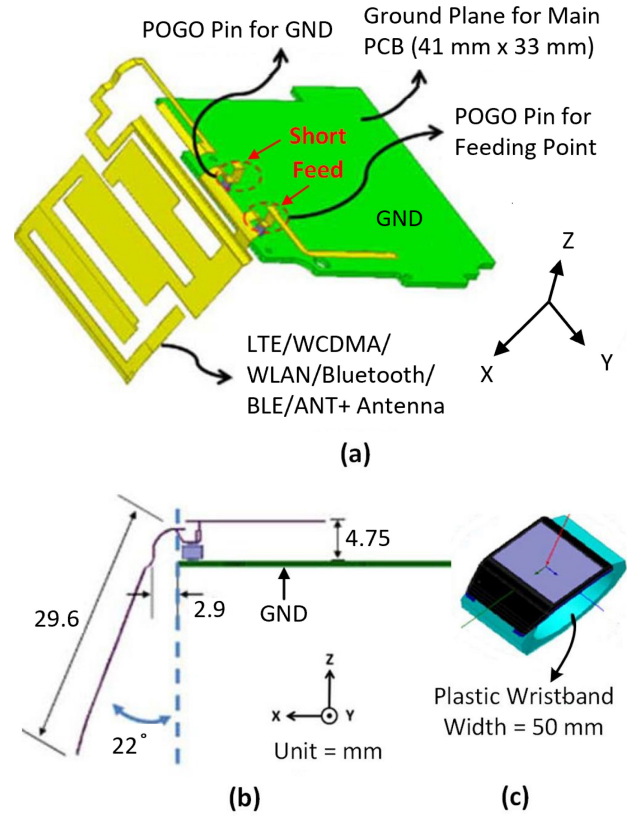 POGO Pin for GND
Ground Plane for Main
PCB (41 mm x 33 mm)
POGO Pin for
Feeding Point
Short
Feed
GND
Z
X
Y
LTE/WCDMA/
WLAN/Bluetooth/
BLE/ANT+ Antenna
(a)
4.75
29.6
2.9
GND
22°
Z
X
Y
Unit = mm
(b)
Plastic Wristband
Width = 50 mm
(c)